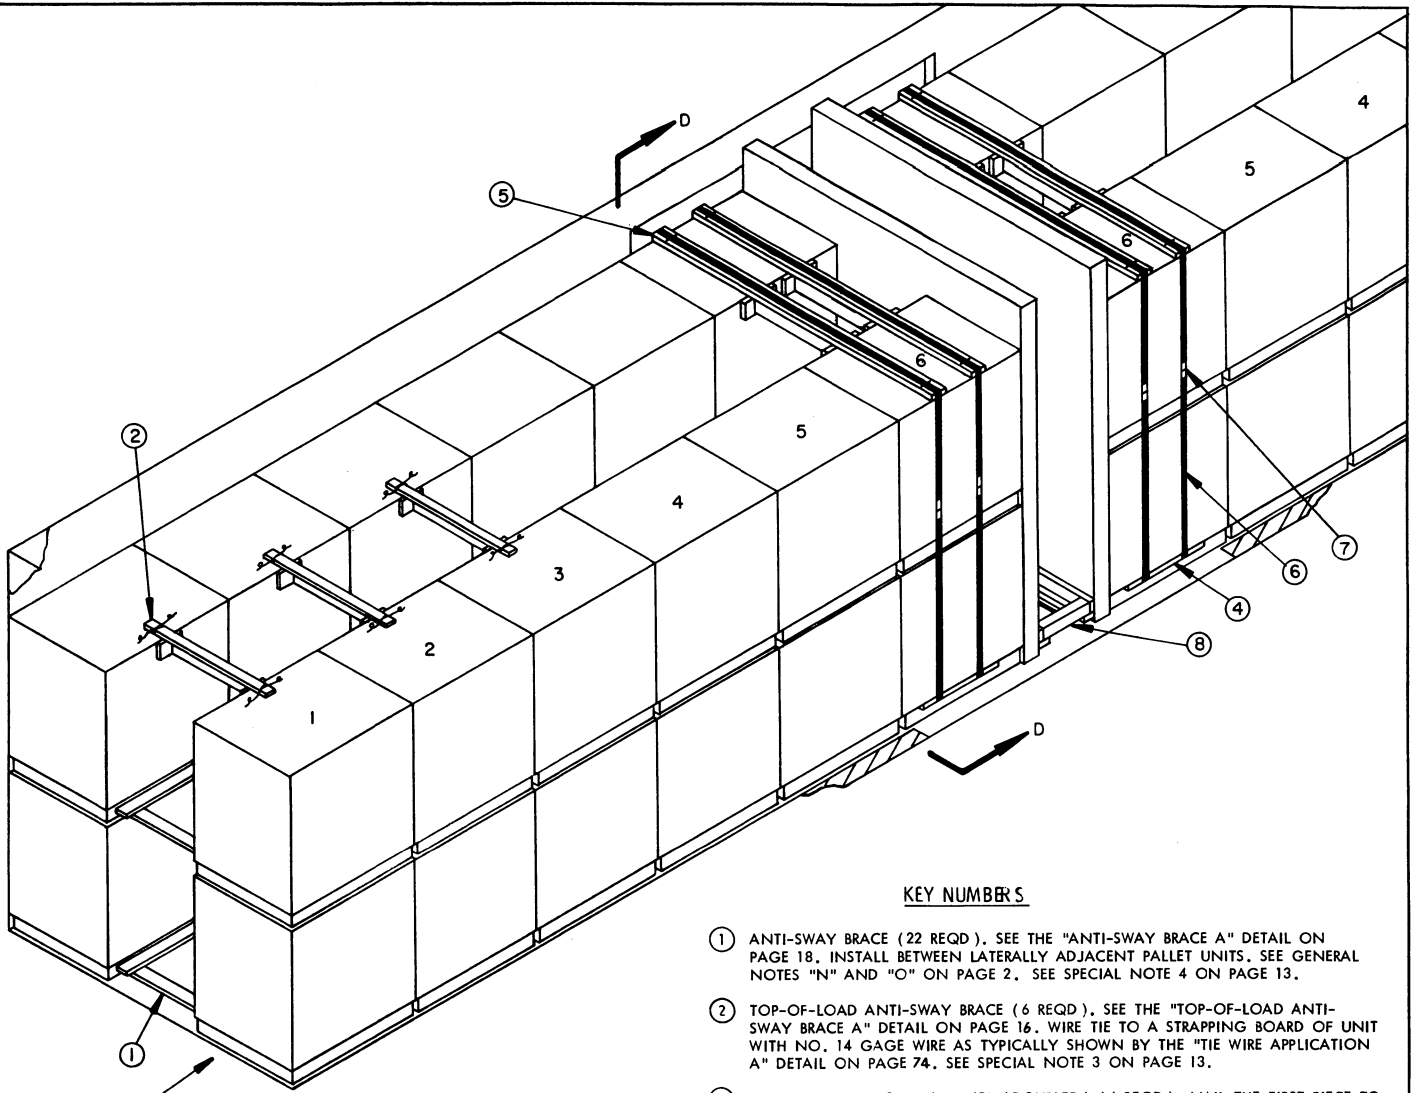 D
5
4
5
6
6
2
5
4
3
2
1
7
6
4
8
D
1
KEY NUMBERS
1 ANTI-SWAY BRACE (22 REQD). SEE THE "ANTI-SWAY BRACE A" DETAIL ON
PAGE 18. INSTALL BETWEEN LATERALLY ADJACENT PALLET UNITS. SEE GENERAL
NOTES "N" AND "O" ON PAGE 2. SEE SPECIAL NOTE 4 ON PAGE 13.
2 TOP-OF-LOAD ANTI-SWAY BRACE (6 REQD). SEE THE "TOP-OF-LOAD ANTI-
SWAY BRACE A" DETAIL ON PAGE 16. WIRE TIE TO A STRAPPING BOARD OF UNIT
WITH NO. 14 GAGE WIRE AS TYPICALLY SHOWN BY THE "TIE WIRE APPLICATION
A" DETAIL ON PAGE 74. SEE SPECIAL NOTE 3 ON PAGE 13.